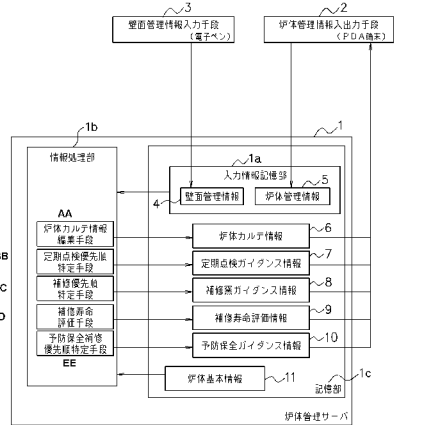 3
壁面管理情報入力手段
(電子ペン)
2
炉体管理情報入出力手段
(PDA端末)
1
1b
情報処理部
1a
入力情報記憶部
5
4
壁面管理情報
炉体管理情報
AA
炉体カルテ情報
編集手段
炉体カルテ情報
6
BB
定期点検優先順
特定手段
定期点検ガイダンス情報
7
C
補修優先順
特定手段
補修窯ガイダンス情報
8
D
補修寿命
評価手段
補修寿命評価情報
9
予防保全補修
優先順特定手段
予防保全ガイダンス情報
10
EE
炉体基本情報
11
1c
記憶部
炉体管理サーバ